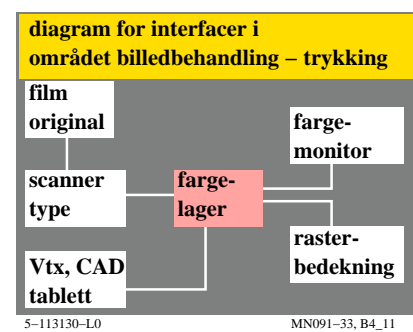 diagram for interfacer i
området billedbehandling – trykking
film
original
farge-
monitor
scanner
type
farge-
lager
raster-
bedekning
Vtx, CAD
tablett
5–113130–L0
MN091–33, B4_11